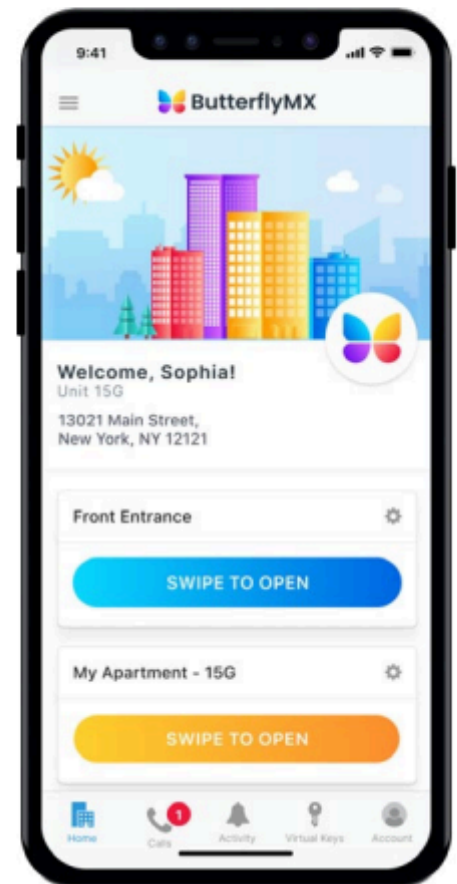 9:41
ButterflyMX
Welcome, Sophia!
Unit 15G
13021 Main Street,
New York, NY 12121
Front Entrance
SWIPE TO OPEN
My Apartment - 15G
SWIPE TO OPEN
1
Home
Calls
Activity
Virtual Keys
Account